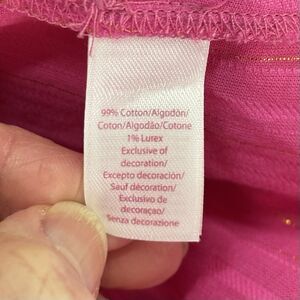 99% Cotton/Algodón/
Coton/Algodão/Cotone
1% Lurex
Exclusive of
decoration/
Excepto decoración/
Sauf décoration/
Exclusivo de
decoraçao/
Senza decorazione